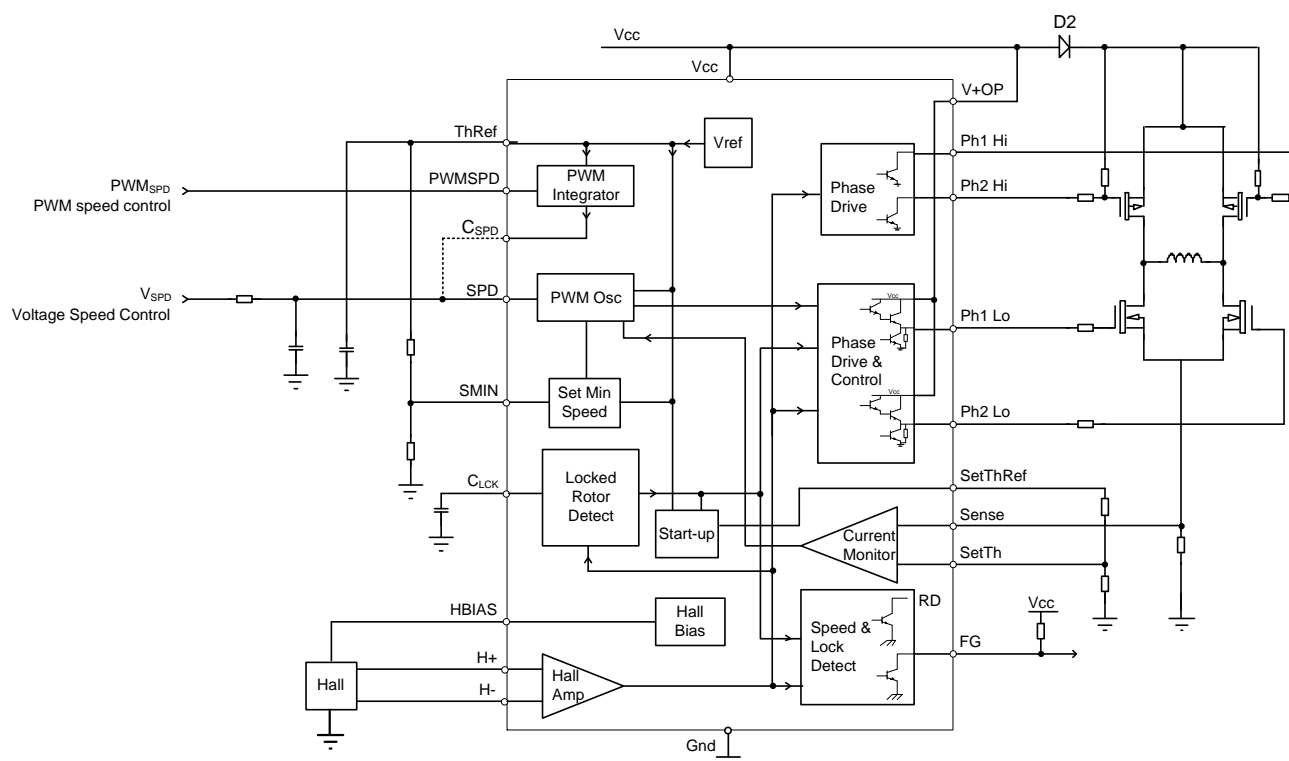 D2
Vcc
Vcc
V+OP
ThRef
Vref
Ph1 Hi
PWMSPD
PWM speed control
PWMSPD
PWM
Integrator
Phase
Drive
Ph2 Hi
CSPD
VSPD
Voltage Speed Control
SPD
PWM Osc
Vcc
Ph1 Lo
Phase
Drive &
Control
SMIN
Set Min
Speed
Vcc
Ph2 Lo
CLCK
Locked
Rotor
Detect
SetThRef
Start-up
Sense
Current
Monitor
SetTh
HBIAS
Hall
Bias
RD
Vcc
Speed &
Lock
Detect
FG
H+
Hall
H-
Hall
Amp
Gnd